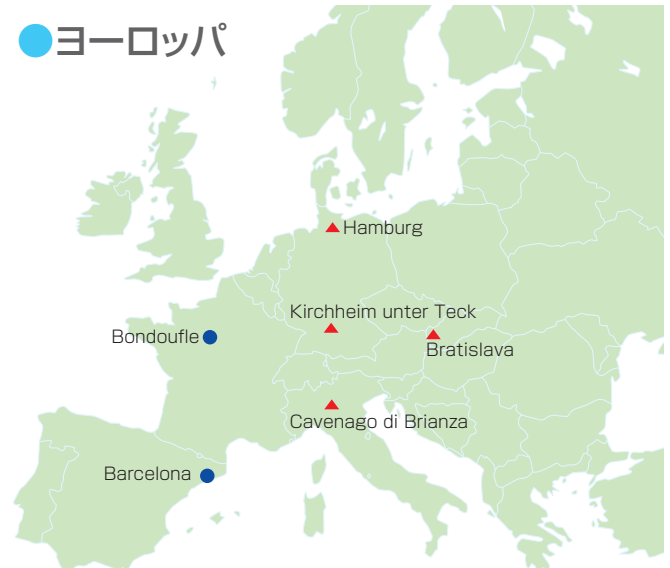 ヨーロッパ
Hamburg
Kirchheim unter Teck
Bondoufle
Bratislava
Cavenago di Brianza
Barcelona